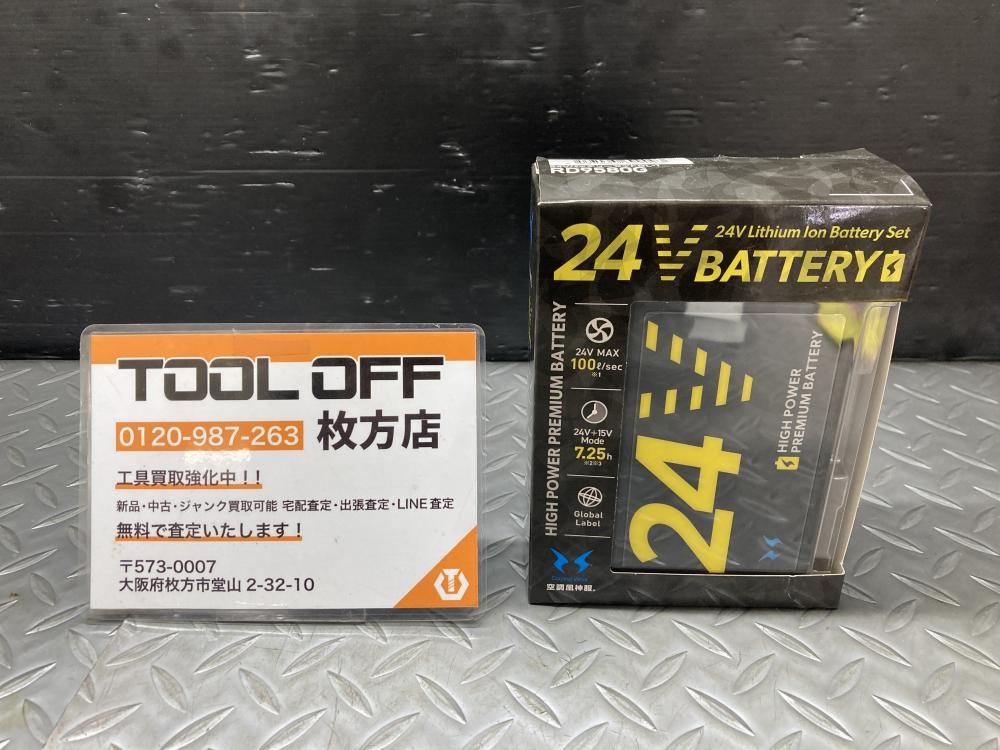 TOOL OFF
0120-987-263 枚方店
工具買取強化中！！
新品・中古・ジャンク買取可能 宅配査定・出張査定・LINE査定
無料で査定いたします！
〒573-0007
大阪府枚方市堂山 2-32-10
RD9580G
24V Lithium Ion Battery Set
24V BATTERY
HIGH POWER PREMIUM BATTERY
24V MAX
100ℓ/sec
※1
24V+15V
Mode
7.25h
※2※3
Global
Label
空調風神服®
24V
HIGH POWER
PREMIUM BATTERY